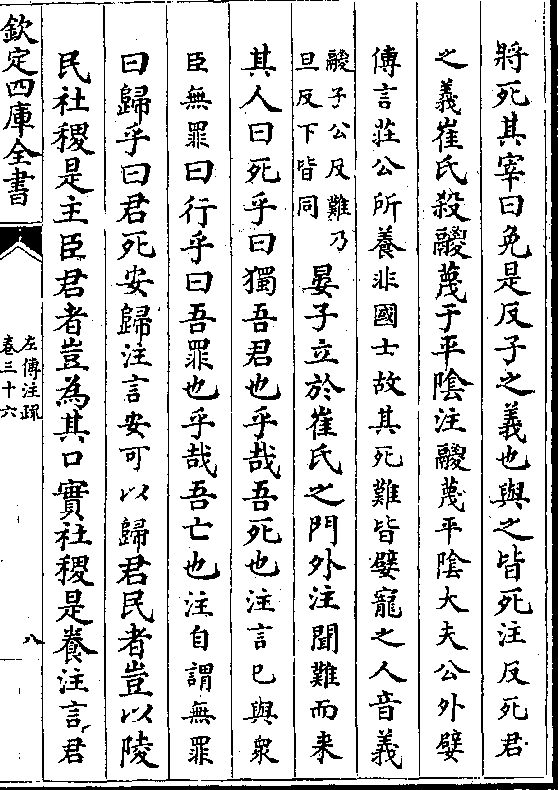 將死其宰曰免是反子之義也與之皆死注反死君
之義崔氏殺鬷蔑于平陰注鬷蔑平陰大夫公外嬖
傳言莊公所養非國士故其死難皆嬖寵之人音義
鬷子公反難乃
旦反下皆同
晏子立於崔氏之門外注聞難而来
其人曰死乎曰獨吾君也乎哉吾死也注言已與衆
臣無罪曰行乎曰吾罪也乎哉吾亡也注自謂無罪
曰歸乎曰君死安歸注言安可以歸君民者豈以陵
民社稷是主臣君者豈為其口實社稷是養注言君
欽定四庫全書
左傳注疏
卷三十六
八